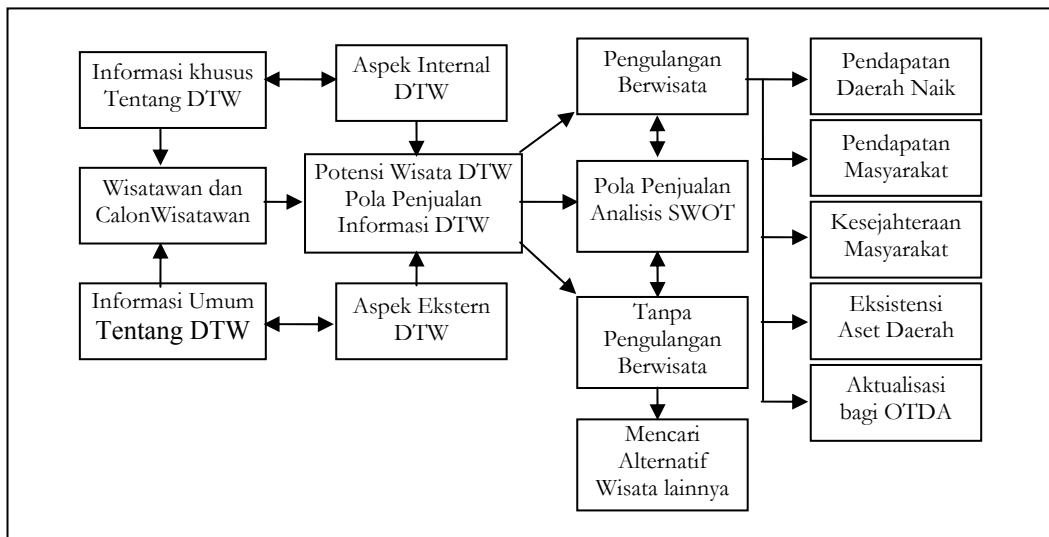 Informasi khusus
Tentang DTW
Aspek Internal
DTW
Pengulangan
Berwisata
Pendapatan
Daerah Naik
Wisatawan dan
CalonWisatawan
Potensi Wisata DTW
Pola Penjualan
Informasi DTW
Pola Penjualan
Analisis SWOT
Pendapatan
Masyarakat
Kesejahteraan
Masyarakat
Informasi Umum
Tentang DTW
Aspek Ekstern
DTW
Tanpa
Pengulangan
Berwisata
Eksistensi
Aset Daerah
Aktualisasi
bagi OTDA
Mencari
Alternatif
Wisata lainnya